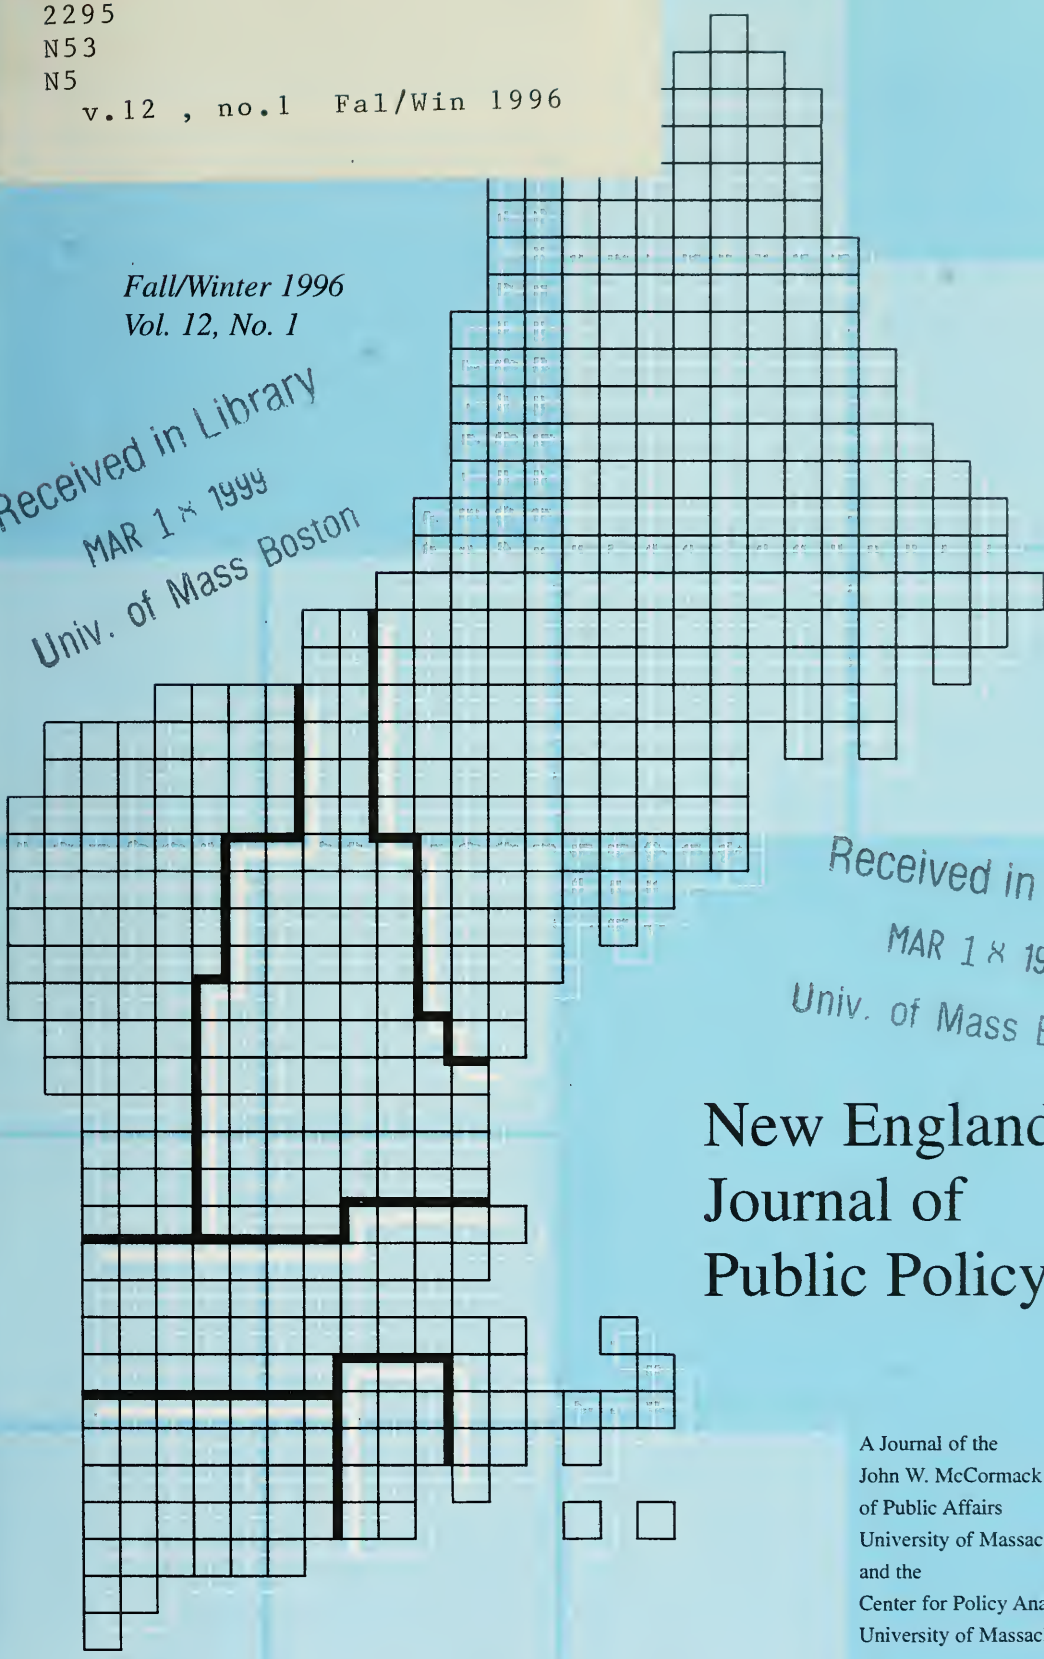 2295
N53
N5
v.12 , no.1 Fal/Win 1996
Fall/Winter 1996
Vol. 12, No. 1
Received in Library
MAR 1 1999
Univ. of Mass Boston
Received in
MAR 1
Univ. of Mass
New England
Journal of
Public Policy
A Journal of the
John W. McCormack
of Public Affairs
University of Massac
and the
Center for Policy Ana
University of Massac